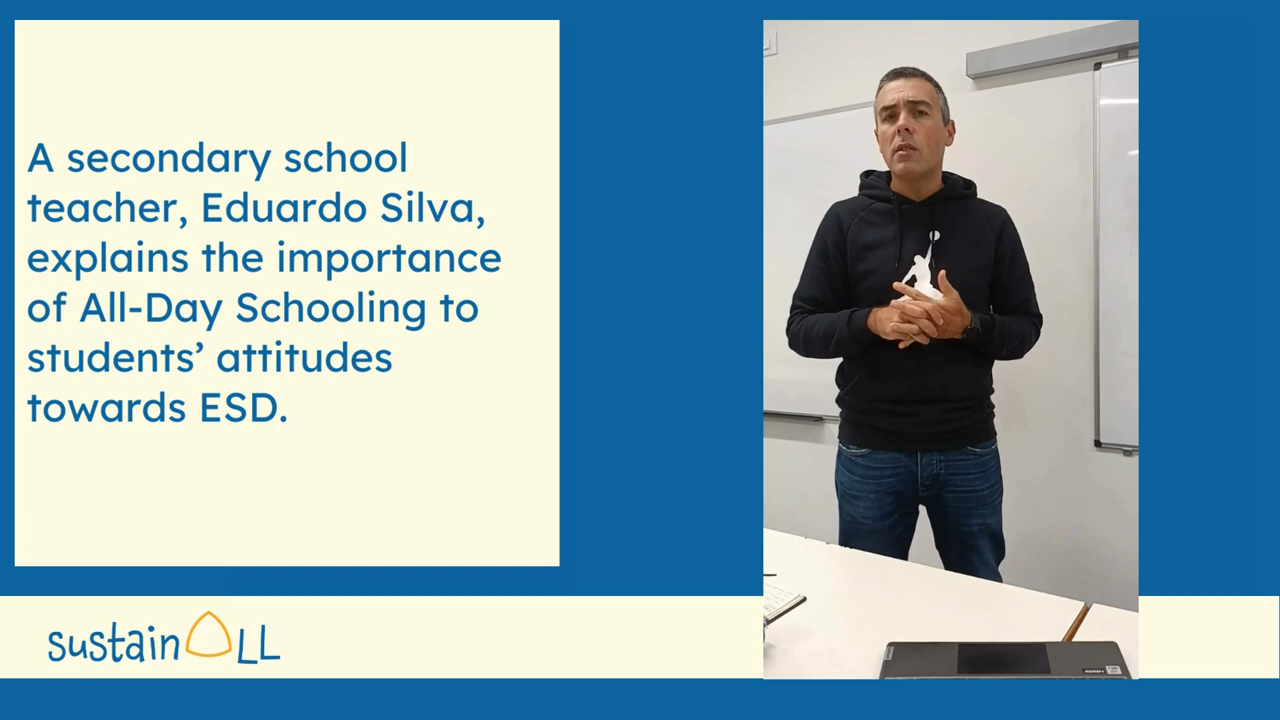 A secondary school
teacher, Eduardo Silva,
explains the importance
of All-Day Schooling to
students’ attitudes
towards ESD.
sustainALL